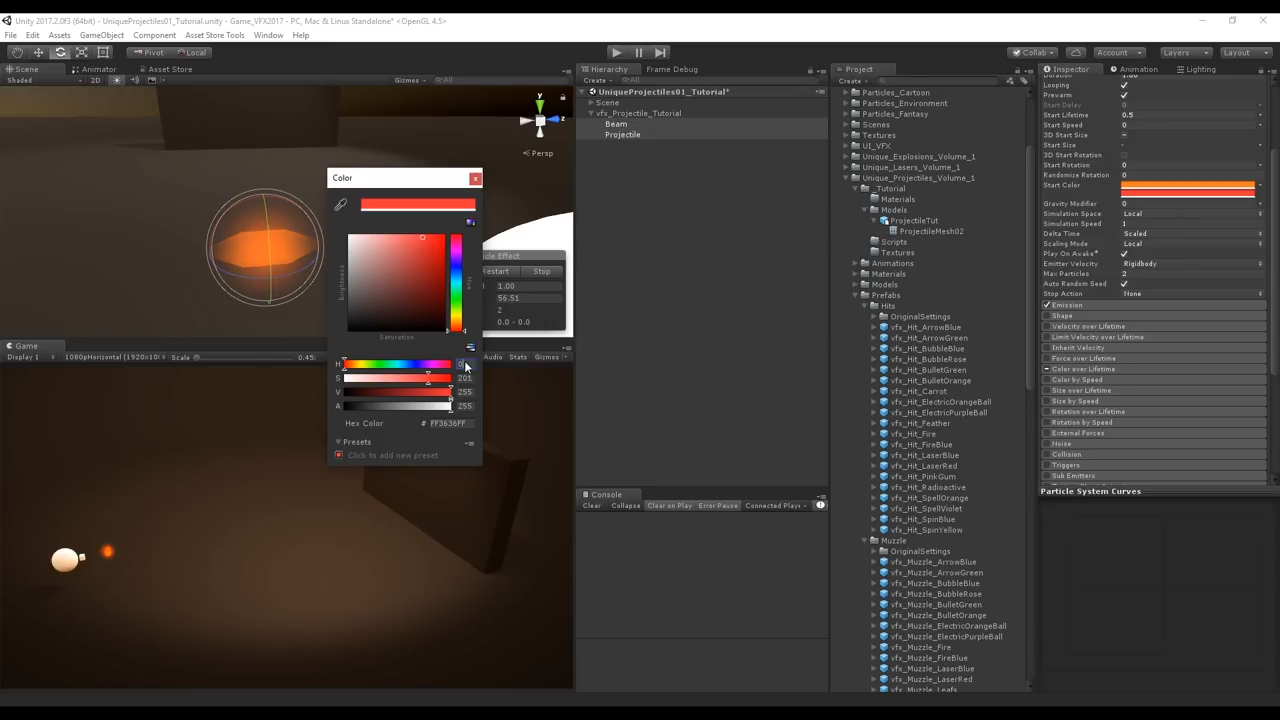 Unity 2017.2.0f3 (64bit) - UniqueProjectiles01_Tutorial.unity - Game_VFX2017 - PC, Mac & Linux Standalone* <OpenGL 4.5>
File Edit Assets GameObject Component Asset Store Tools Window Help
Pivot Local Collab Account Layers Layout
Scene Animator Asset Store
Shaded 2D Gizmos All
y
z
Persp
Color
Brightness
Hue
Saturation
H 0
S 201
V 255
A 255
Hex Color # FF3636FF
Presets
Click to add new preset
cle Effect
Restart Stop
1.00
56.51
2
0.0 - 0.0
Game
Display 1 1080pHorizontal (1920x10 Scale 0.45: Audio Stats Gizmos
Hierarchy Frame Debug
Create All
UniqueProjectiles01_Tutorial*
Scene
vfx_Projectile_Tutorial
Beam
Projectile
Console
Clear Collapse Clear on Play Error Pause Connected Play
Project
Create
Particles_Cartoon
Particles_Environment
Particles_Fantasy
Scenes
Textures
UI_VFX
Unique_Explosions_Volume_1
Unique_Lasers_Volume_1
Unique_Projectiles_Volume_1
_Tutorial
Materials
Models
ProjectileTut
ProjectileMesh02
Scripts
Textures
Animations
Materials
Models
Prefabs
Hits
OriginalSettings
vfx_Hit_ArrowBlue
vfx_Hit_ArrowGreen
vfx_Hit_BubbleBlue
vfx_Hit_BubbleRose
vfx_Hit_BulletGreen
vfx_Hit_BulletOrange
vfx_Hit_Carrot
vfx_Hit_ElectricOrangeBall
vfx_Hit_ElectricPurpleBall
vfx_Hit_Feather
vfx_Hit_Fire
vfx_Hit_FireBlue
vfx_Hit_LaserBlue
vfx_Hit_LaserRed
vfx_Hit_PinkGum
vfx_Hit_Radioactive
vfx_Hit_SpellOrange
vfx_Hit_SpellViolet
vfx_Hit_SpinBlue
vfx_Hit_SpinYellow
Muzzle
OriginalSettings
vfx_Muzzle_ArrowBlue
vfx_Muzzle_ArrowGreen
vfx_Muzzle_BubbleBlue
vfx_Muzzle_BubbleRose
vfx_Muzzle_BulletGreen
vfx_Muzzle_BulletOrange
vfx_Muzzle_ElectricOrangeBall
vfx_Muzzle_ElectricPurpleBall
vfx_Muzzle_Fire
vfx_Muzzle_FireBlue
vfx_Muzzle_LaserBlue
vfx_Muzzle_LaserRed
vfx_Muzzle_Leafs
Inspector Animation Lighting
Duration 1.00
Looping
Prewarm
Start Delay 0
Start Lifetime 0.5
Start Speed 0
3D Start Size
Start Size -
3D Start Rotation
Start Rotation 0
Randomize Rotation 0
Start Color
Gravity Modifier 0
Simulation Space Local
Simulation Speed 1
Delta Time Scaled
Scaling Mode Local
Play On Awake*
Emitter Velocity Rigidbody
Max Particles 2
Auto Random Seed
Stop Action None
Emission
Shape
Velocity over Lifetime
Limit Velocity over Lifetime
Inherit Velocity
Force over Lifetime
Color over Lifetime
Color by Speed
Size over Lifetime
Size by Speed
Rotation over Lifetime
Rotation by Speed
External Forces
Noise
Collision
Triggers
Sub Emitters
Particle System Curves